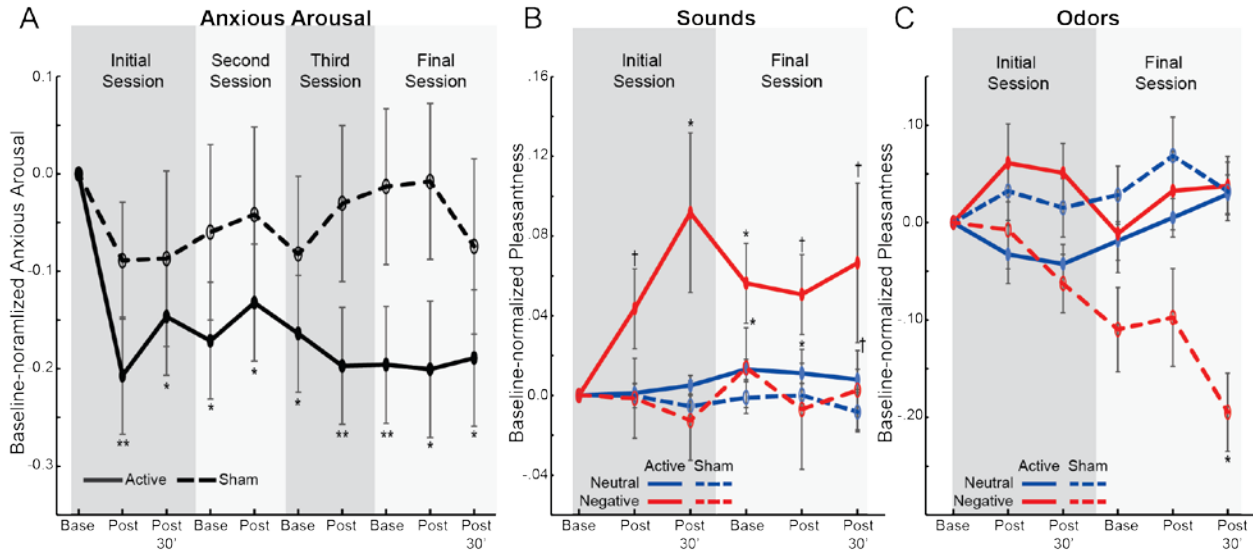 A
Anxious Arousal
Initial
Session
Second
Session
Third
Session
Final
Session
Baseline-noramlized Anxious Arousal
0.1
0.0
-0.1
-0.2
-0.3
** * * * * ** ** * *
Active
Sham
Base Post Post
30'
Base Post Base Post Base Post Post
30'
B
Sounds
Initial
Session
Final
Session
Baseline-normalized Pleasantness
.16
0.12
.08
.04
0.0
-.04
† * * † †
* * †
Active Sham
Neutral
Negative
Base Post Post
30'
Base Post Post
30'
C
Odors
Initial
Session
Final
Session
Baseline-normalized Pleasantness
.10
0.0
-.10
-.20
*
Active Sham
Neutral
Negative
Base Post Post
30'
Base Post Post
30'